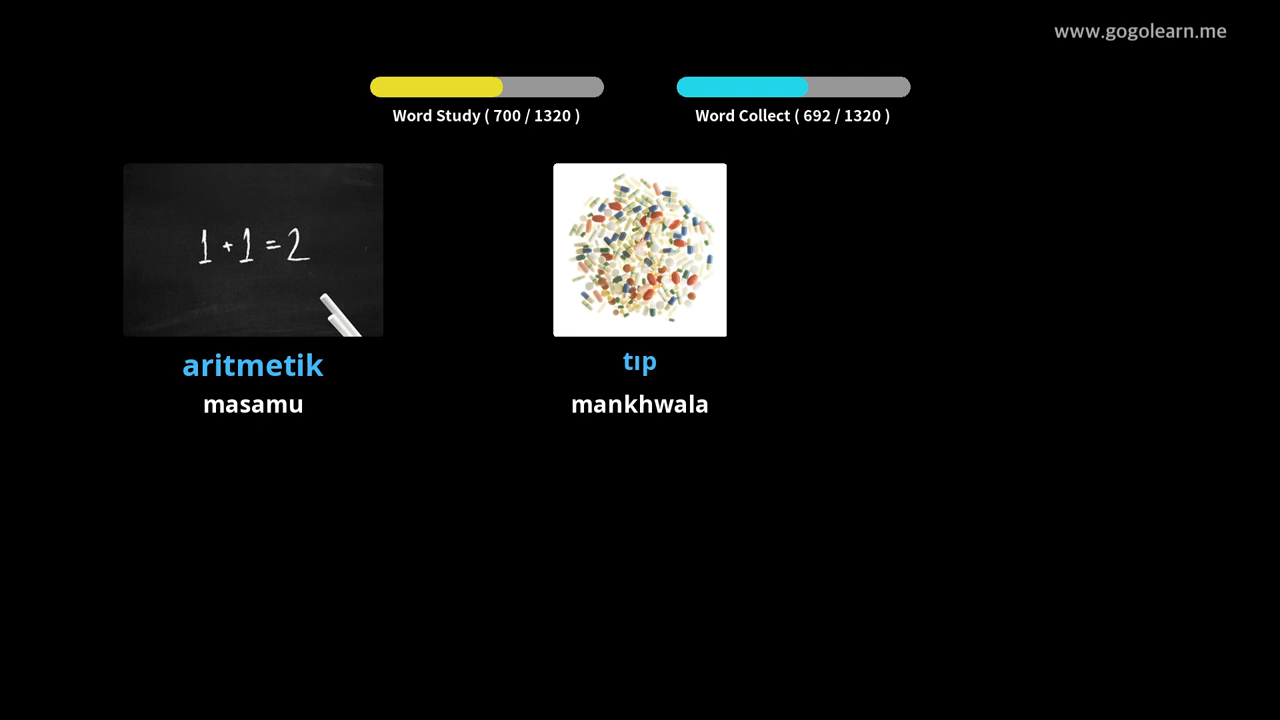 www.gogolearn.me
Word Study ( 700 / 1320 )
Word Collect ( 692 / 1320 )
1 + 1 = 2
aritmetik
masamu
tıp
mankhwala